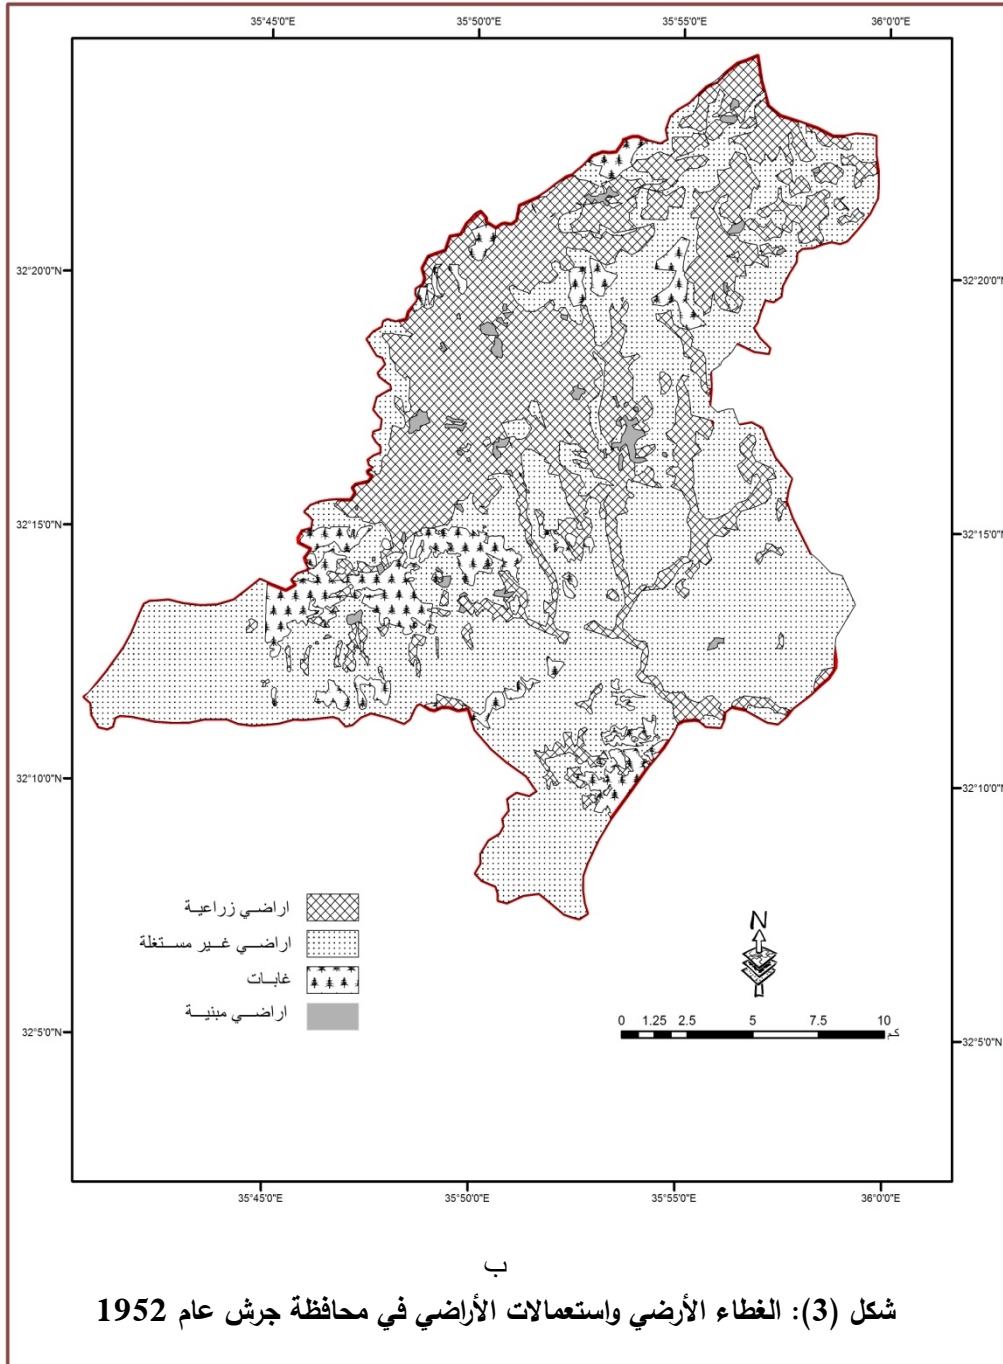 35°45'0"E 35°50'0"E 35°55'0"E 36°0'0"E
32°20'0"N 32°20'0"N
32°15'0"N 32°15'0"N
32°10'0"N 32°10'0"N
اراضي زراعية
اراضي غير مستغلة
غابات
اراضي مبنية
N
0 1.25 2.5 5 7.5 10
كم
32°5'0"N 32°5'0"N
35°45'0"E 35°50'0"E 35°55'0"E 36°0'0"E
ب
شكل (3): الغطاء الأرضي واستعمالات الأراضي في محافظة جرش عام 1952